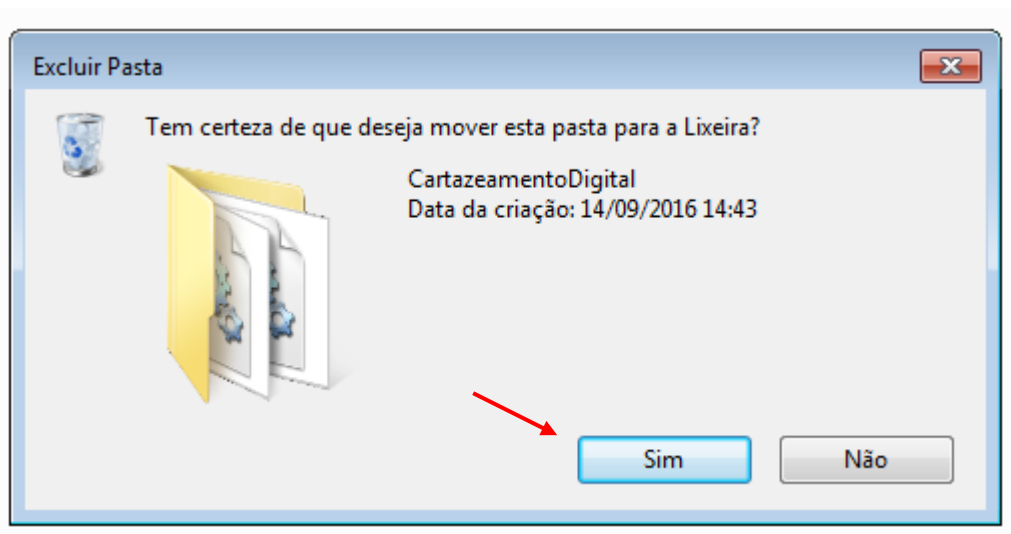 Excluir Pasta
Tem certeza de que deseja mover esta pasta para a Lixeira?
CartazeamentoDigital
Data da criação: 14/09/2016 14:43
Sim
Não